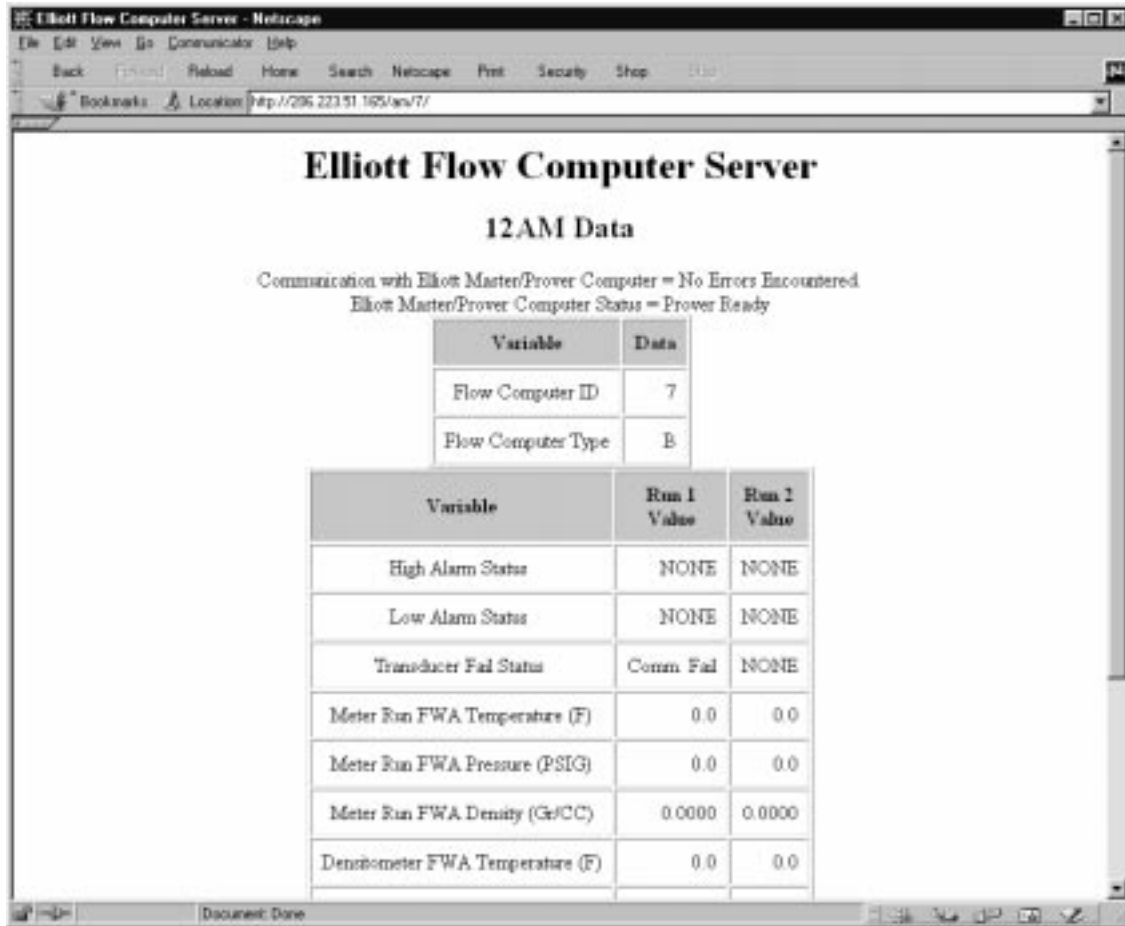 Elliott Flow Computer Server - Netscape
File Edit View Go Communicator Help
Back Forward Reload Home Search Netscape Print Security Shop Stop
Bookmarks Location: http://206.223.51.165/am/7/
Elliott Flow Computer Server
12AM Data
Communication with Elliott Master/Prover Computer = No Errors Encountered
Elliott Master/Prover Computer Status = Prover Ready
Variable Data
Flow Computer ID 7
Flow Computer Type B
Variable Run 1 Value Run 2 Value
High Alarm Status NONE NONE
Low Alarm Status NONE NONE
Transducer Fail Status Comm. Fail NONE
Meter Run FWA Temperature (F) 0.0 0.0
Meter Run FWA Pressure (PSIG) 0.0 0.0
Meter Run FWA Density (Gr/CC) 0.0000 0.0000
Densitometer FWA Temperature (F) 0.0 0.0
Document: Done